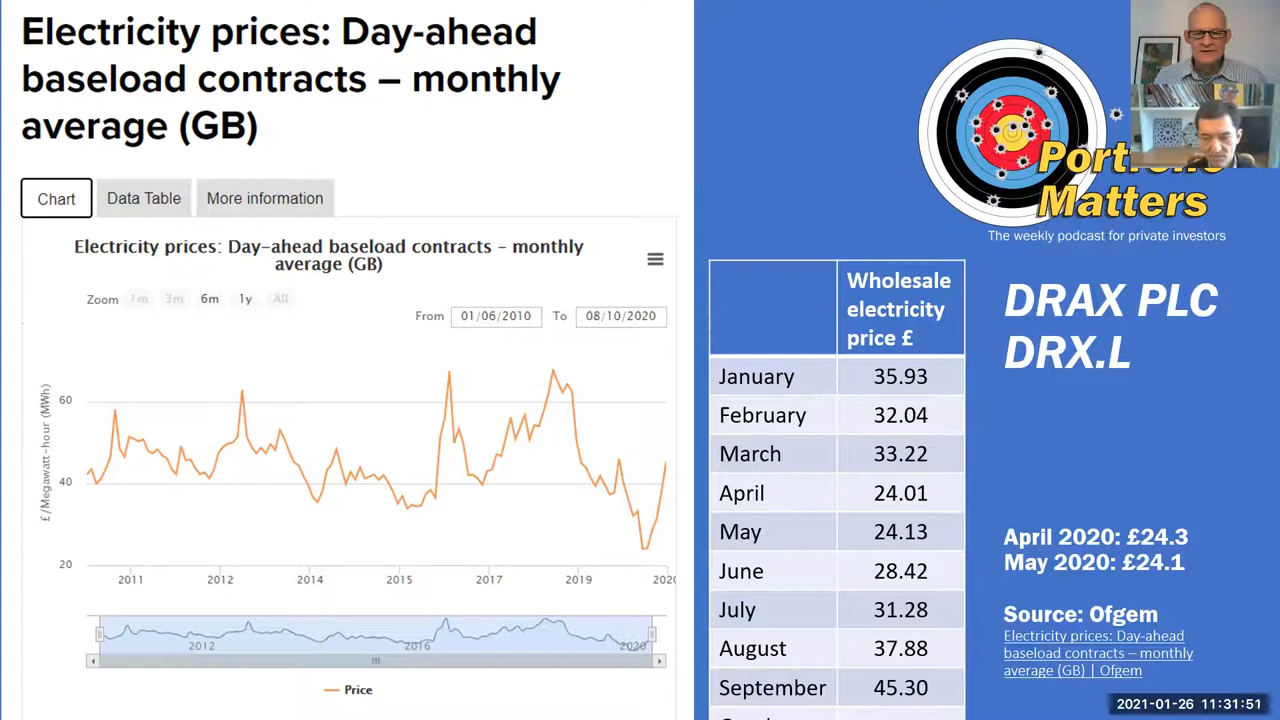 Electricity prices: Day-ahead
baseload contracts – monthly
average (GB)
Chart
Data Table
More information
Electricity prices: Day-ahead baseload contracts – monthly
average (GB)
Zoom 1m 3m 6m 1y All
From 01/06/2010 To 08/10/2020
£/Megawatt-hour (MWh)
60
40
20
2011 2012 2014 2015 2017 2019
2012 2016 2020
Price
Wholesale
electricity
price £
January 35.93
February 32.04
March 33.22
April 24.01
May 24.13
June 28.42
July 31.28
August 37.88
September 45.30
Matters
The weekly podcast for private investors
DRAX PLC
DRX.L
April 2020: £24.3
May 2020: £24.1
Source: Ofgem
Electricity prices: Day-ahead
baseload contracts – monthly
average (GB) | Ofgem
2021-01-26 11:31:51